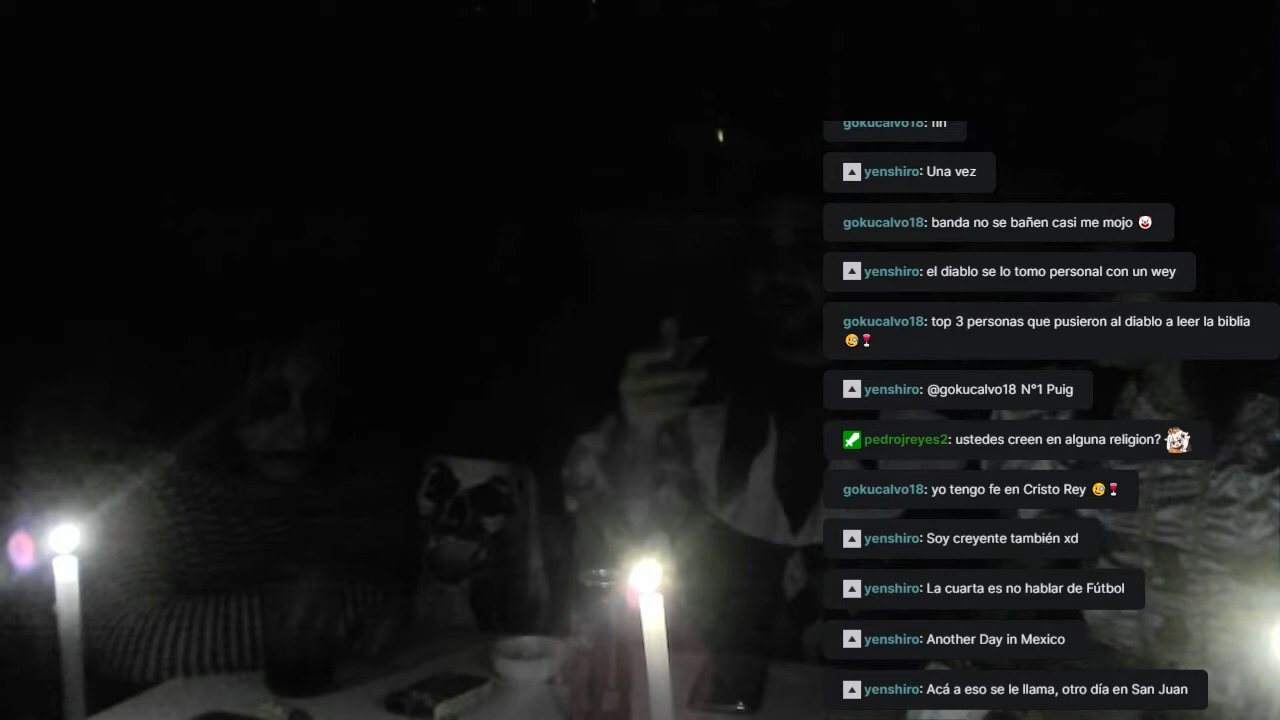 gokucalvo18: fin
yenshiro: Una vez
gokucalvo18: banda no se bañen casi me mojo 🤡
yenshiro: el diablo se lo tomo personal con un wey
gokucalvo18: top 3 personas que pusieron al diablo a leer la biblia
🧐🍷
yenshiro: @gokucalvo18 N°1 Puig
pedrojreyes2: ustedes creen en alguna religion?
gokucalvo18: yo tengo fe en Cristo Rey 🧐🍷
yenshiro: Soy creyente también xd
yenshiro: La cuarta es no hablar de Fútbol
yenshiro: Another Day in Mexico
yenshiro: Acá a eso se le llama, otro día en San Juan